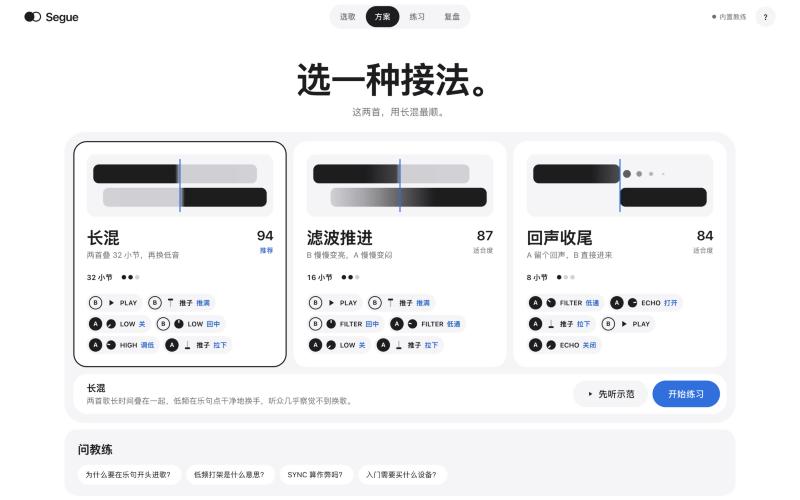 Segue
选歌 方案 练习 复盘
内置教练 ?
选一种接法。
这两首，用长混最顺。
长混 94
两首叠 32 小节，再换低音 推荐
32 小节
B PLAY B 推子 推满
A LOW 关 B LOW 回中
A HIGH 调低 A 推子 拉下
滤波推进 87
B 慢慢变亮，A 慢慢变闷 适合度
16 小节
B PLAY B 推子 推满
B FILTER 回中 A FILTER 低通
A LOW 关 A 推子 拉下
回声收尾 84
A 留个回声，B 直接进来 适合度
8 小节
A FILTER 低通 A ECHO 打开
A 推子 拉下 B PLAY
A ECHO 关闭
长混
两首歌长时间叠在一起，低频在乐句点干净地换手，听众几乎察觉不到换歌。
先听示范 开始练习
问教练
为什么要在乐句开头进歌？ 低频打架是什么意思？ SYNC 算作弊吗？ 入门需要买什么设备？